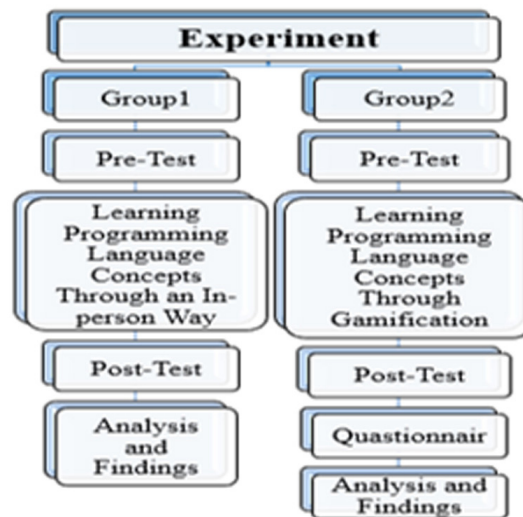 Experiment
Group1
Pre-Test
Learning
Programming
Language
Concepts
Through an In-
person Way
Post-Test
Analysis
and
Findings
Group2
Pre-Test
Learning
Programming
Language
Concepts
Through
Gamification
Post-Test
Quastionnair
Analysis and
Findings